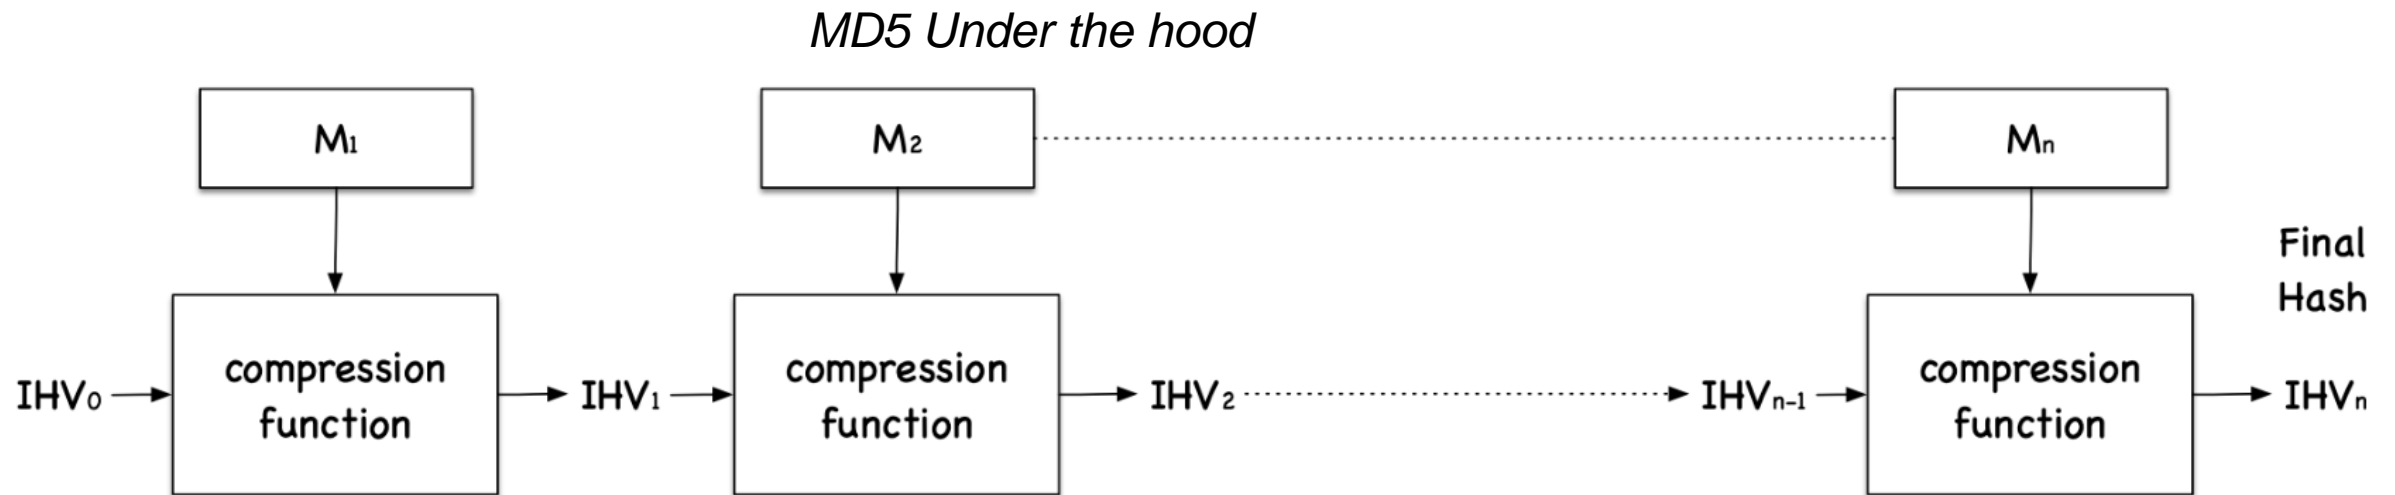 MD5 Under the hood
M₁
M₂
Mₙ
Final
Hash
IHV₀
compression
function
IHV₁
compression
function
IHV₂
IHVₙ₋₁
compression
function
IHVₙ